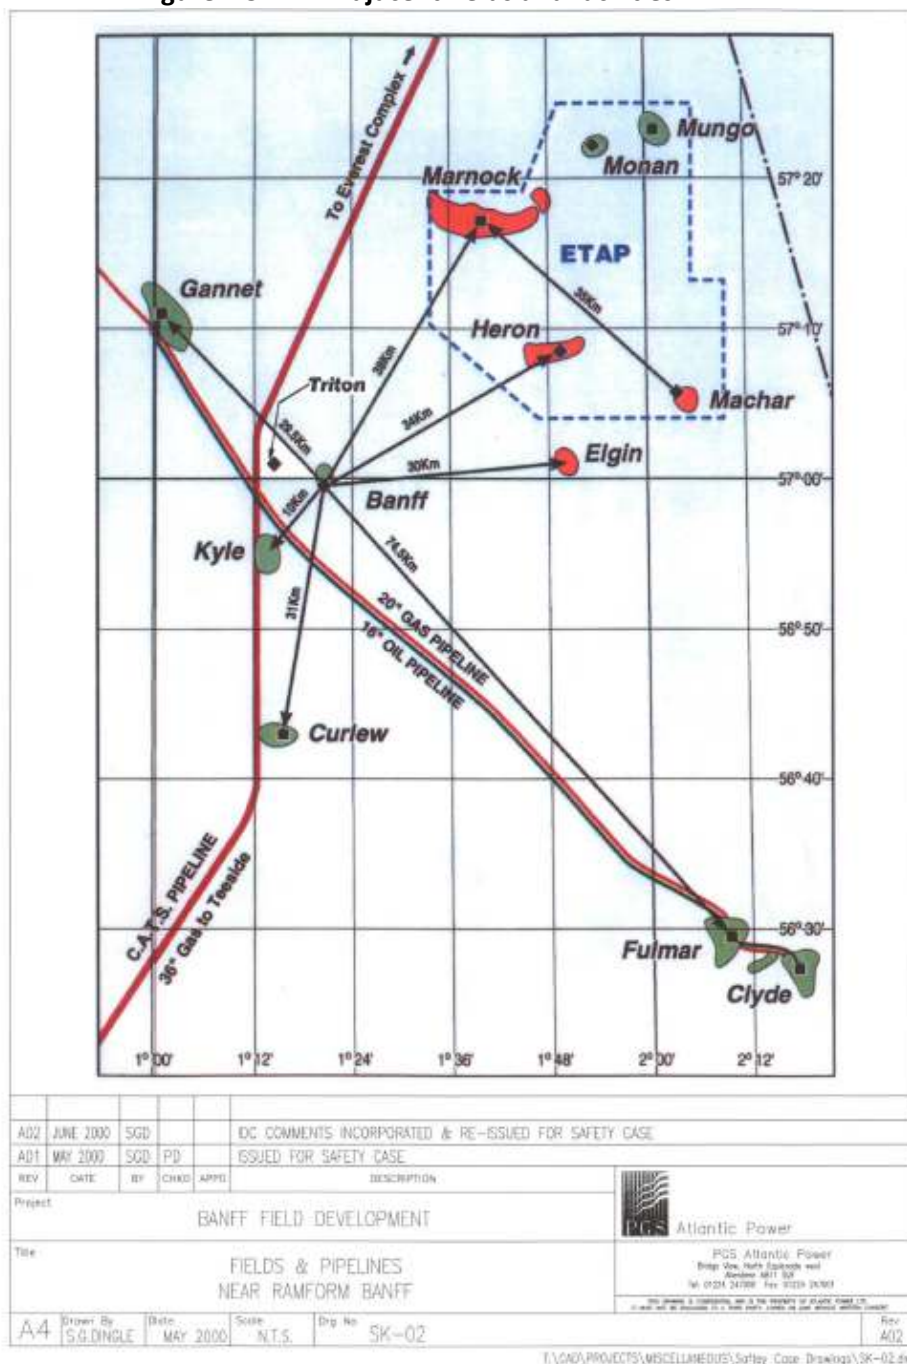 To Everest Complex →
Mungo
Monan
Marnock
57° 20'
ETAP
Gannet
35Km
57° 10'
Heron
38Km
Triton
Machar
34Km
29.5Km
Elgin
30Km
57° 00'
Banff
10Km
Kyle
74.5Km
31Km
20" GAS PIPELINE
16" OIL PIPELINE
56° 50'
Curlew
56° 40'
C.A.T.S. PIPELINE
36" Gas to Teeside
56° 30'
Fulmar
Clyde
1° 00' 1° 12' 1° 24' 1° 36' 1° 48' 2° 00' 2° 12'
A02 JUNE 2000 SGD IDC COMMENTS INCORPORATED & RE-ISSUED FOR SAFETY CASE
A01 MAY 2000 SGD PD ISSUED FOR SAFETY CASE
REV DATE BY CHKD APPD DESCRIPTION
Project
BANFF FIELD DEVELOPMENT
PGS Atlantic Power
Title
FIELDS & PIPELINES
NEAR RAMFORM BANFF
PGS Atlantic Power
A4 Drawn By S.G.DINGLE Date MAY 2000 Scale N.T.S. Drg No SK-02 Rev A02